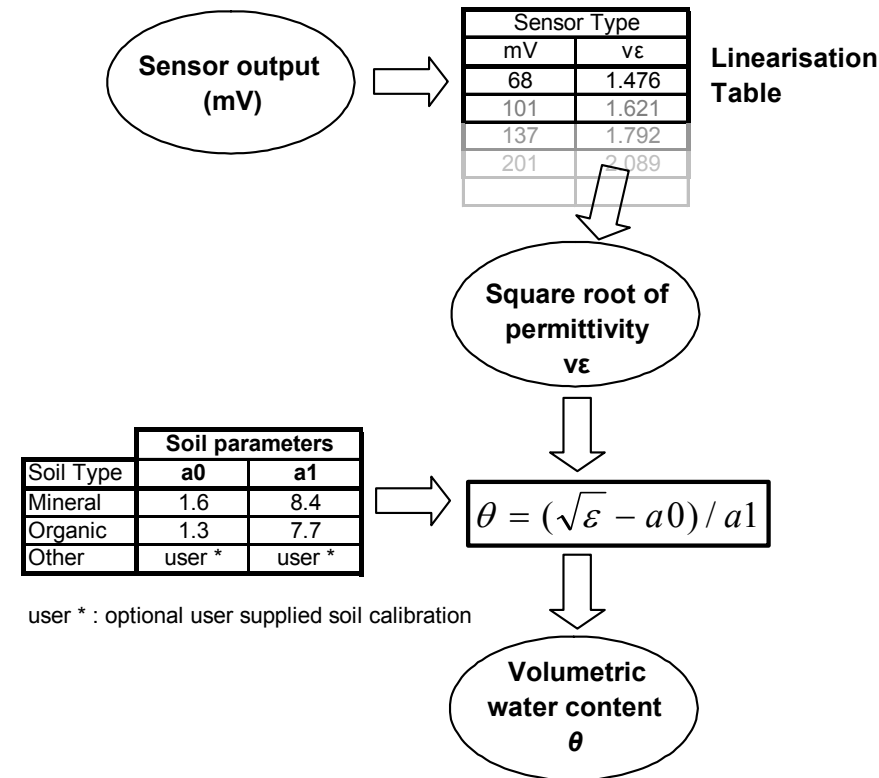 Sensor output
(mV)
Sensor Type
mV vε
68 1.476
101 1.621
137 1.792
201 2.089
Linearisation
Table
Square root of
permittivity
vε
Soil parameters
Soil Type a0 a1
Mineral 1.6 8.4
Organic 1.3 7.7
Other user * user *
θ = (√ε - a0) / a1
user * : optional user supplied soil calibration
Volumetric
water content
θ